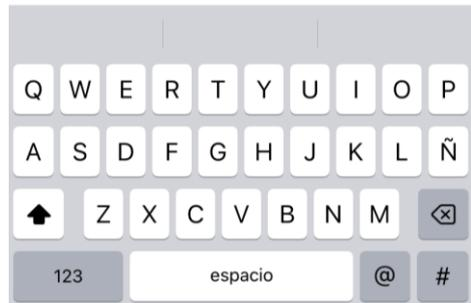 Q W E R T Y U I O P
A S D F G H J K L Ñ
Z X C V B N M
123 espacio @ #